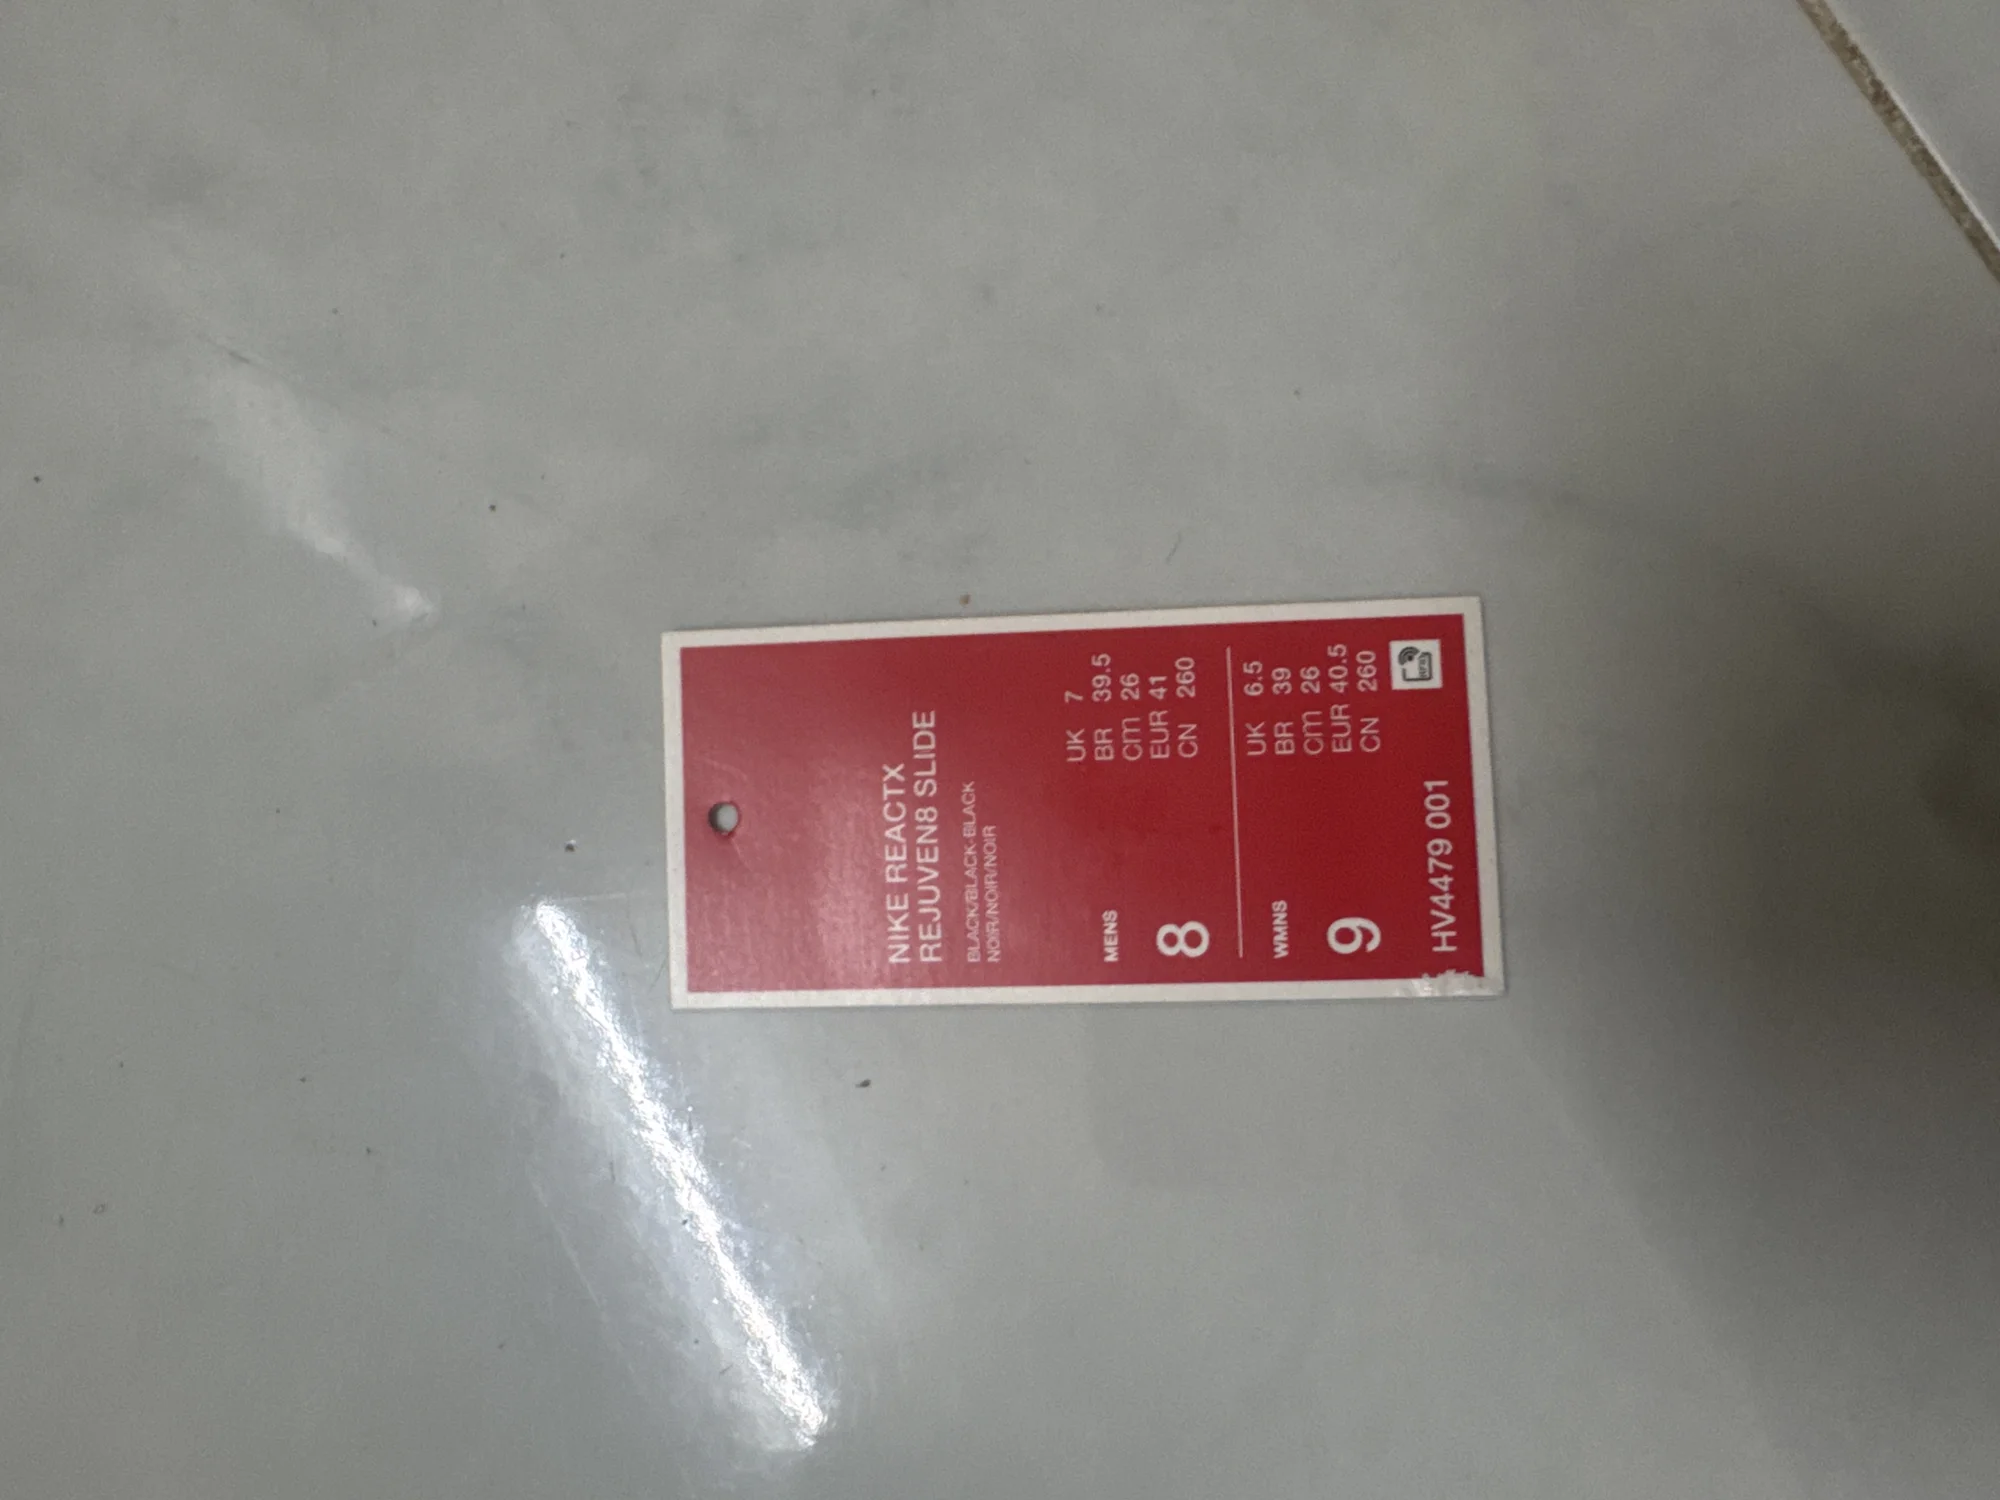 NIKE REACTX
REJUVEN8 SLIDE
BLACK/BLACK-BLACK
NOIR/NOIR/NOIR
MENS
8
UK 7
BR 39.5
cm 26
EUR 41
CN 260
WMNS
9
UK 6.5
BR 39
cm 26
EUR 40.5
CN 260
HV4479 001